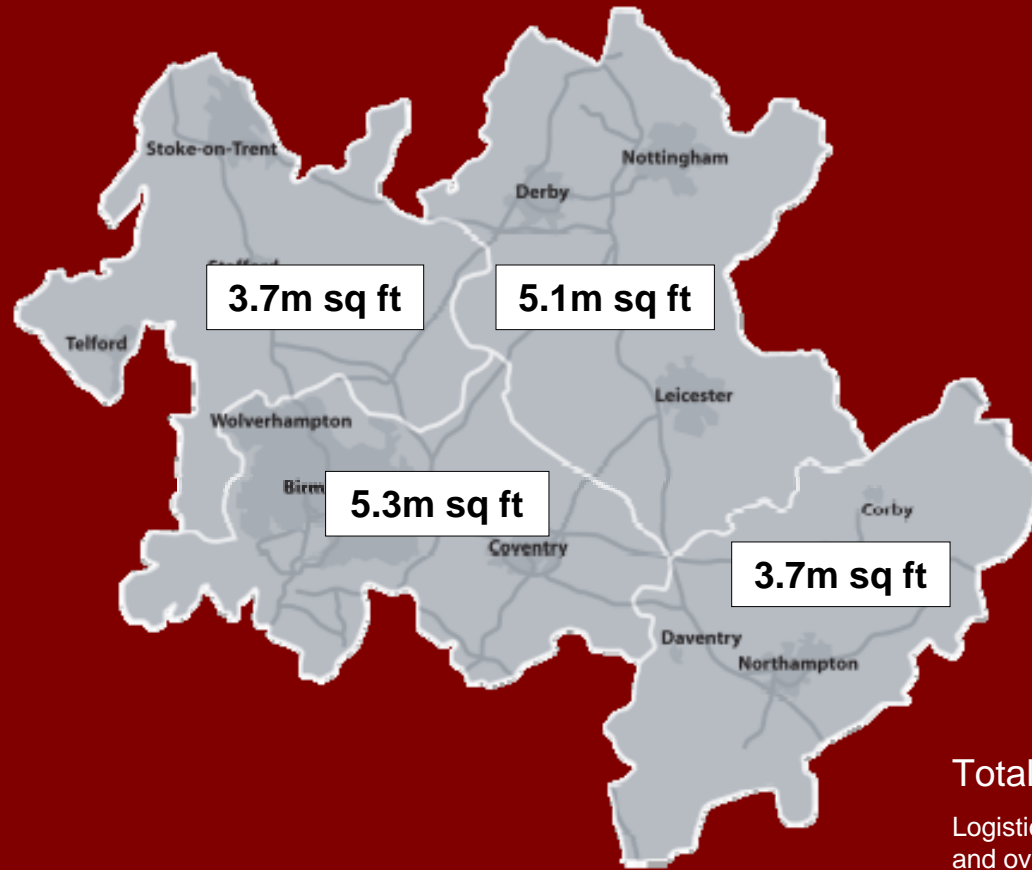 Stoke-on-Trent
Nottingham
Derby
3.7m sq ft
5.1m sq ft
Telford
Leicester
Wolverhampton
5.3m sq ft
Corby
Coventry
3.7m sq ft
Daventry
Northampton
Total
and